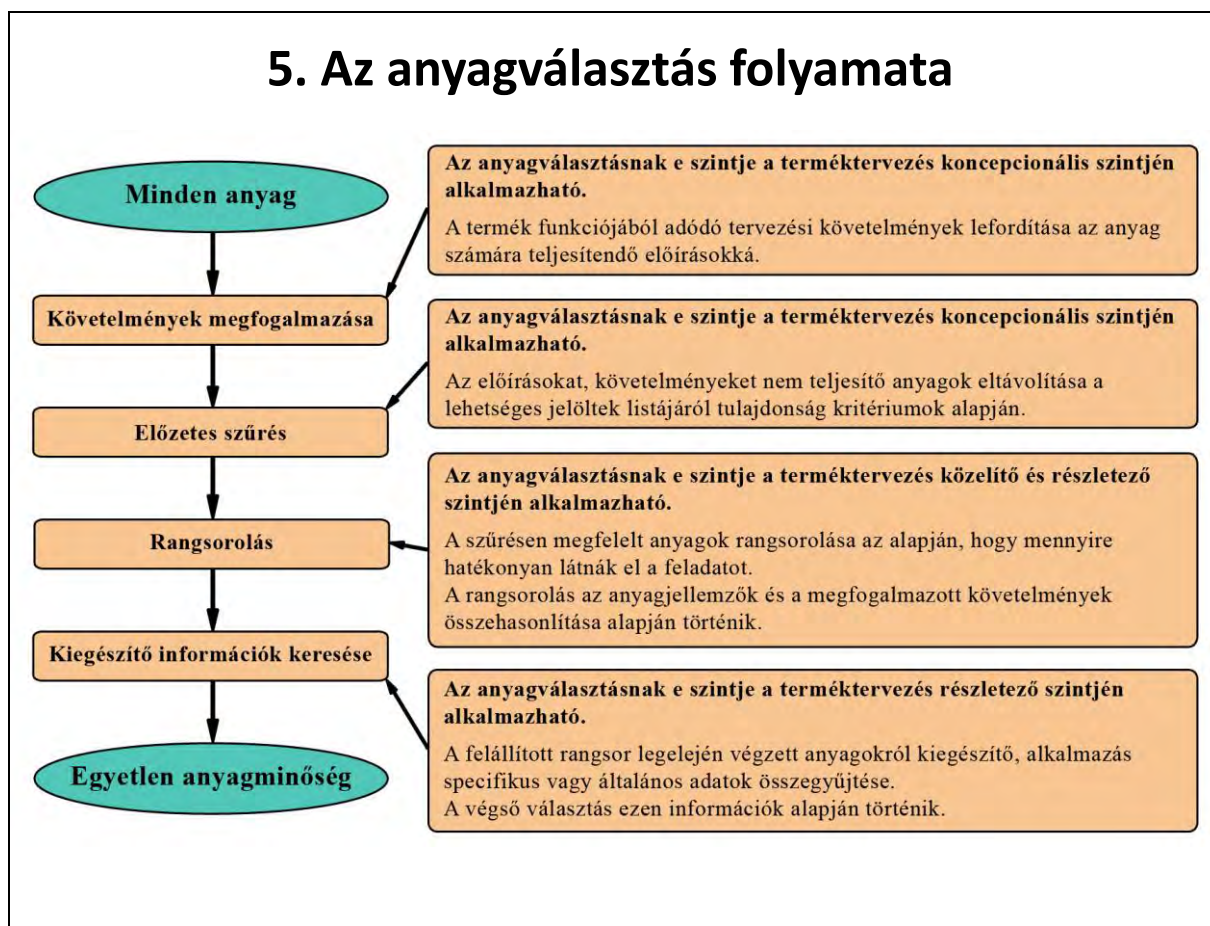 5. Az anyagválasztás folyamata
Minden anyag
Az anyagválasztásnak e szintje a terméktervezés koncepcionális szintjén
alkalmazható.
A termék funkciójából adódó tervezési követelmények lefordítása az anyag
számára teljesítendő előírásokká.
Követelmények megfogalmazása
Az anyagválasztásnak e szintje a terméktervezés koncepcionális szintjén
alkalmazható.
Az előírásokat, követelményeket nem teljesítő anyagok eltávolítása a
lehetséges jelöltek listájáról tulajdonság kritériumok alapján.
Előzetes szűrés
Az anyagválasztásnak e szintje a terméktervezés közelítő és részletező
szintjén alkalmazható.
A szűrésen megfelelt anyagok rangsorolása az alapján, hogy mennyire
hatékonyan látnák el a feladatot.
A rangsorolás az anyagjellemzők és a megfogalmazott követelmények
összehasonlítása alapján történik.
Rangsorolás
Kiegészítő információk keresése
Az anyagválasztásnak e szintje a terméktervezés részletező szintjén
alkalmazható.
A felállított rangsor legelején végzett anyagokról kiegészítő, alkalmazás
specifikus vagy általános adatok összegyűjtése.
A végső választás ezen információk alapján történik.
Egyetlen anyagminőség